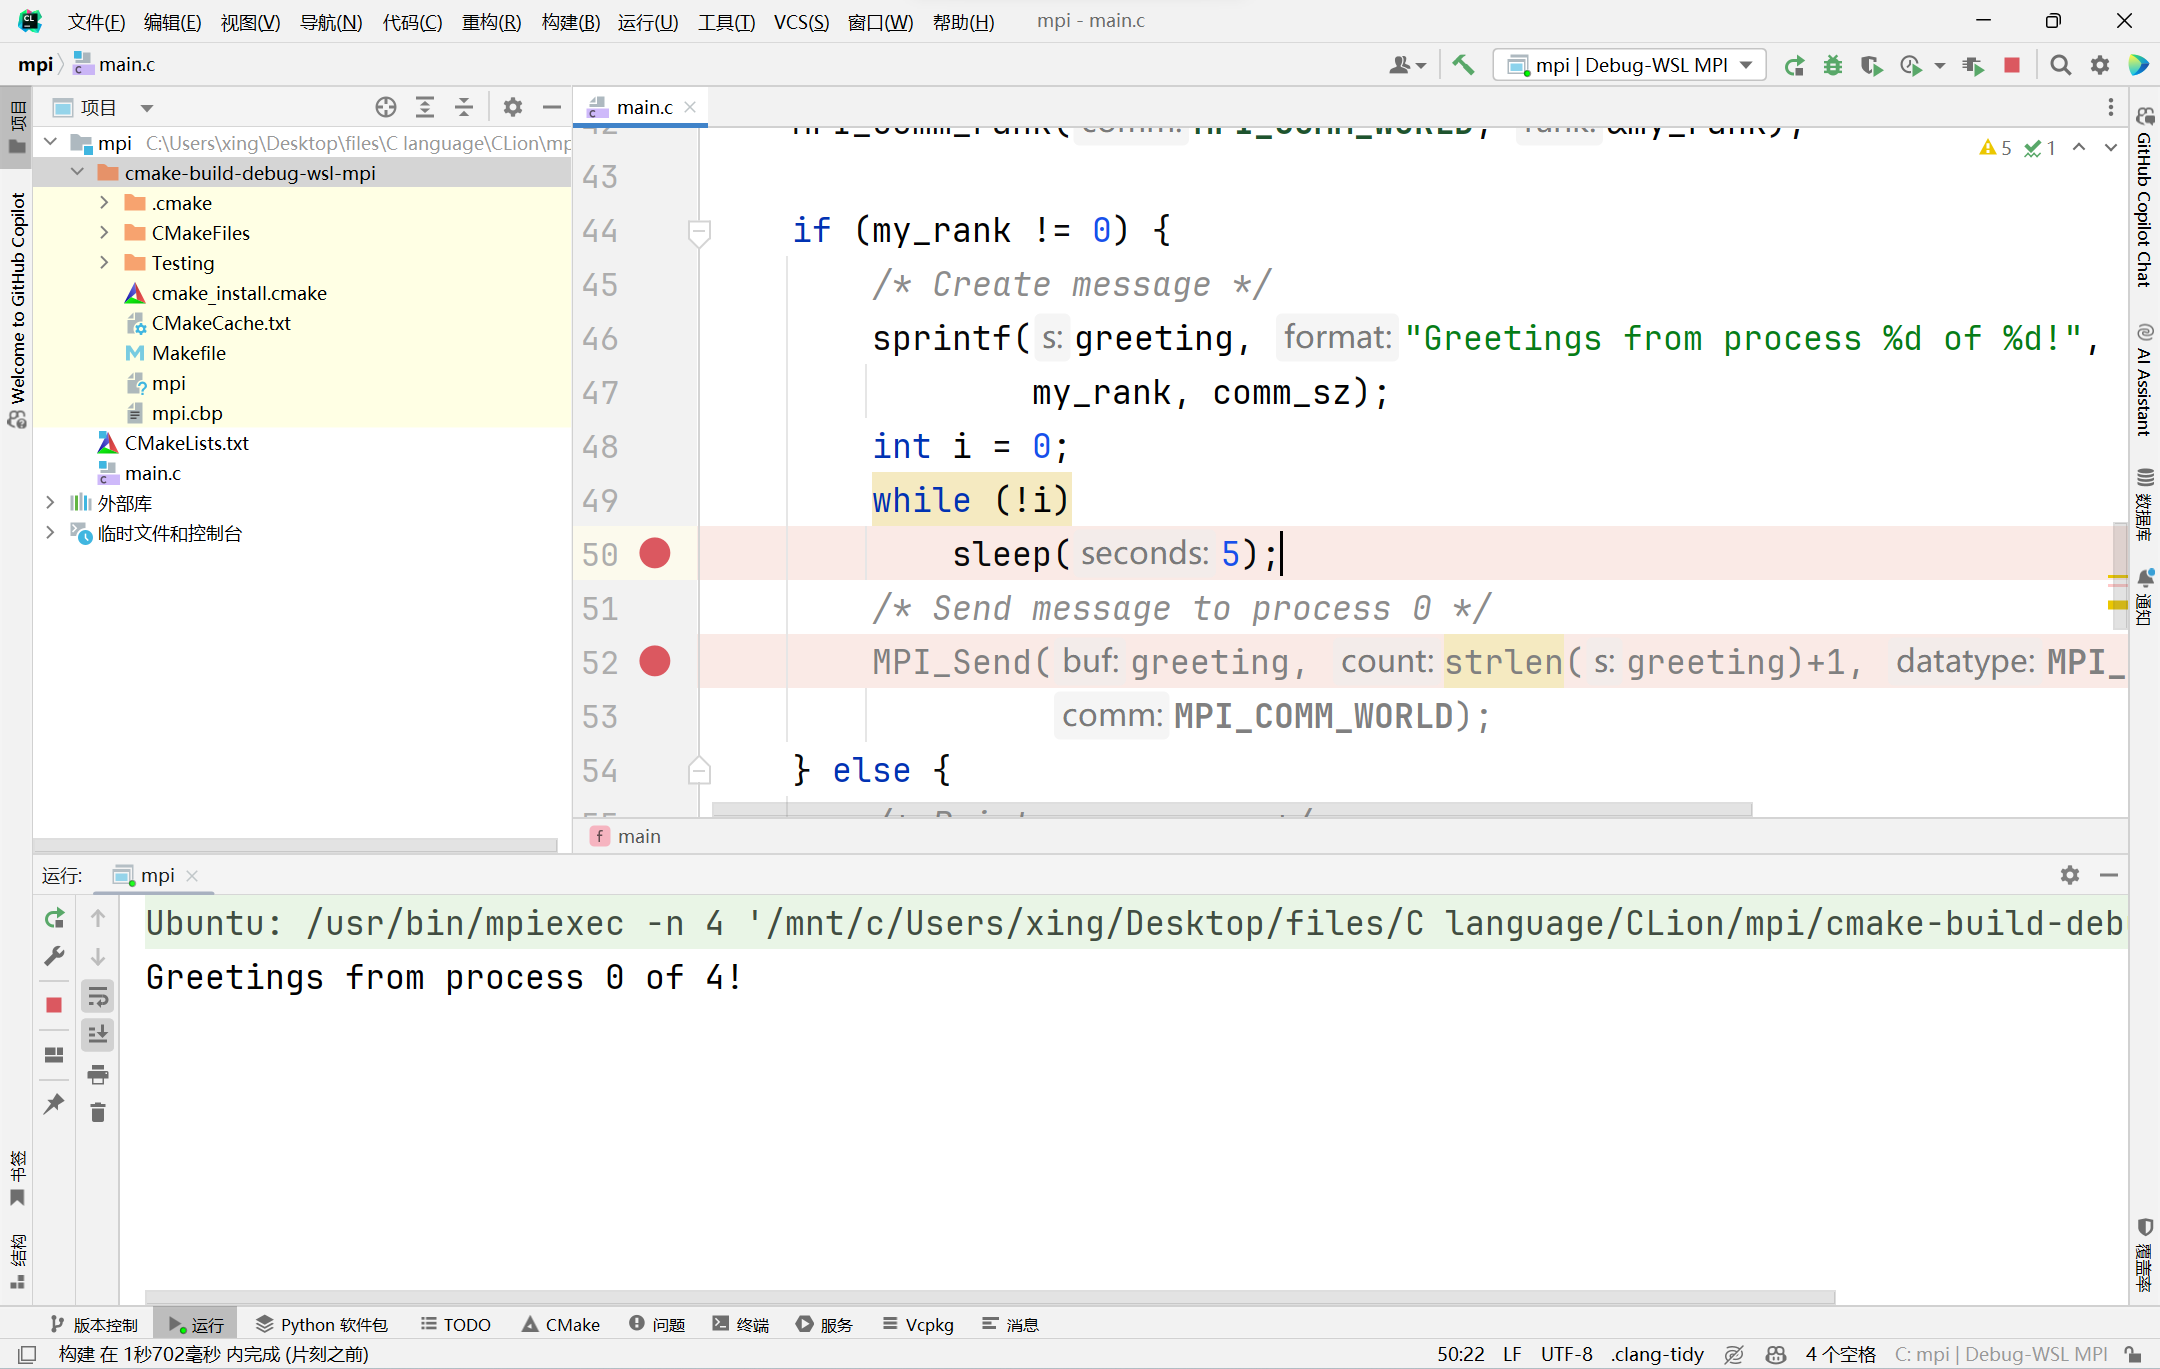 文件(F) 编辑(E) 视图(V) 导航(N) 代码(C) 重构(R) 构建(B) 运行(U) 工具(T) VCS(S) 窗口(W) 帮助(H) mpi - main.c
mpi main.c mpi | Debug-WSL MPI
项目
Welcome to GitHub Copilot
书签
结构
项目
mpi C:\Users\xing\Desktop\files\C language\CLion\mp
cmake-build-debug-wsl-mpi
.cmake
CMakeFiles
Testing
cmake_install.cmake
CMakeCache.txt
Makefile
mpi
mpi.cbp
CMakeLists.txt
main.c
外部库
临时文件和控制台
main.c
5 1
42 MPI_Comm_rank( comm: MPI_COMM_WORLD, rank: &my_rank);
43
44 if (my_rank != 0) {
45 /* Create message */
46 sprintf( s: greeting, format: "Greetings from process %d of %d!",
47 my_rank, comm_sz);
48 int i = 0;
49 while (!i)
50 sleep( seconds: 5);
51 /* Send message to process 0 */
52 MPI_Send( buf: greeting, count: strlen( s: greeting)+1, datatype: MPI_
53 comm: MPI_COMM_WORLD);
54 } else {
55
main
GitHub Copilot Chat
AI Assistant
数据库
通知
覆盖率
运行: mpi
Ubuntu: /usr/bin/mpiexec -n 4 '/mnt/c/Users/xing/Desktop/files/C language/CLion/mpi/cmake-build-deb
Greetings from process 0 of 4!
版本控制 运行 Python 软件包 TODO CMake 问题 终端 服务 Vcpkg 消息
构建 在 1秒702毫秒 内完成 (片刻之前) 50:22 LF UTF-8 .clang-tidy 4 个空格 C: mpi | Debug-WSL MPI